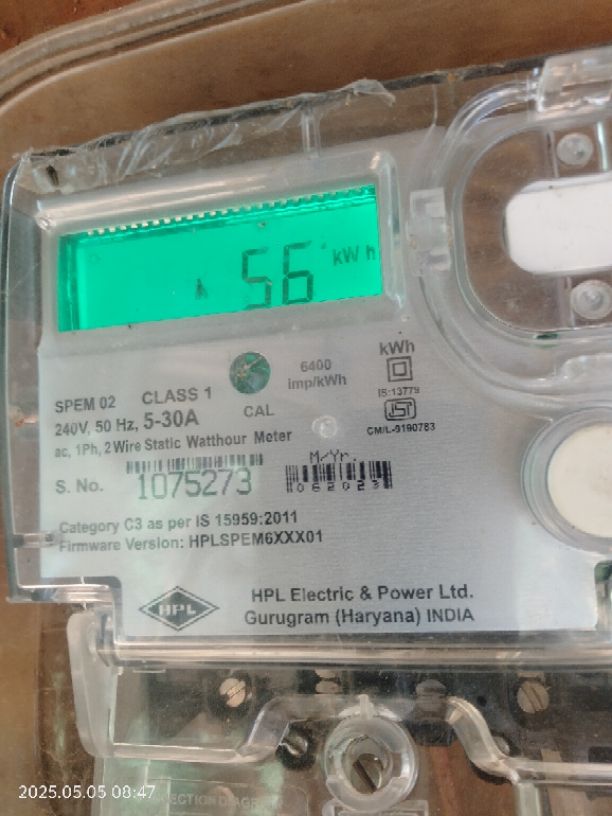 56 kWh
kWh
6400
imp/kWh
IS:13779
SPEM 02 CLASS 1
CAL
ISI
CM/L-9190783
240V, 50 Hz, 5-30A
ac, 1Ph, 2 Wire Static Watthour Meter
M/Yr.
S. No. 1075273
062023
Category C3 as per IS 15959:2011
Firmware Version: HPLSPEM6XXX01
HPL
HPL Electric & Power Ltd.
Gurugram (Haryana) INDIA
2025.05.05 08:47